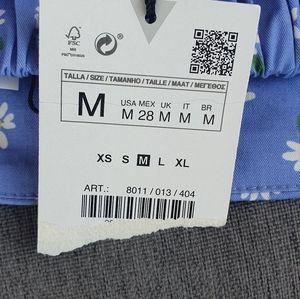 FSC
TALLA / SIZE / TAMANHO / TAILLE / MAAT / ΜΕΓΕΘΟΣ
M
USA MEX UK IT BR
M 28 M M M
XS S M L XL
ART.: 8011 / 013 / 404